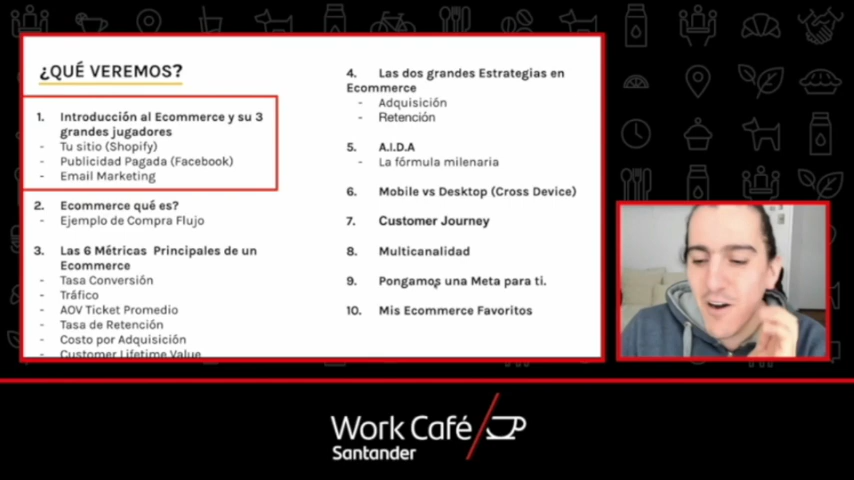 ¿QUÉ VEREMOS?
1. Introducción al Ecommerce y su 3
grandes jugadores
- Tu sitio (Shopify)
- Publicidad Pagada (Facebook)
- Email Marketing
2. Ecommerce qué es?
- Ejemplo de Compra Flujo
3. Las 6 Métricas Principales de un
Ecommerce
- Tasa Conversión
- Tráfico
- AOV Ticket Promedio
- Tasa de Retención
- Costo por Adquisición
- Customer Lifetime Value
4. Las dos grandes Estrategias en
Ecommerce
- Adquisición
- Retención
5. A.I.D.A
- La fórmula milenaria
6. Mobile vs Desktop (Cross Device)
7. Customer Journey
8. Multicanalidad
9. Pongamos una Meta para ti.
10. Mis Ecommerce Favoritos
Work Café
Santander